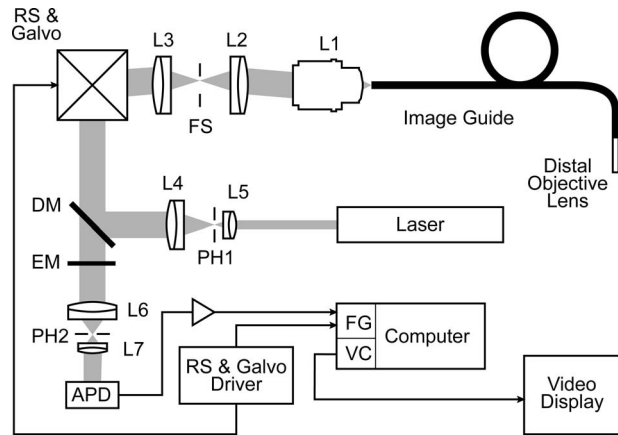 RS &
Galvo
L3
L2
L1
FS
Image Guide
Distal
Objective
Lens
DM
L4
L5
Laser
PH1
EM
L6
PH2
L7
APD
RS & Galvo
Driver
FG
VC
Computer
Video
Display